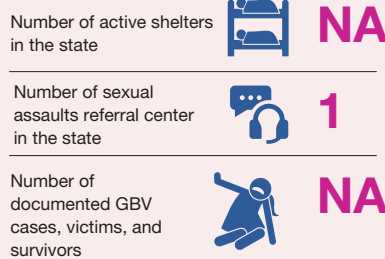 Number of active shelters
in the state
NA
Number of sexual
assaults referral center
in the state
1
Number of
documented GBV
cases, victims, and
survivors
NA